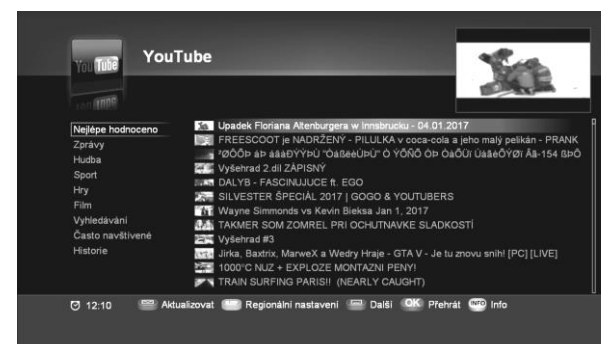 You Tube
YouTube
Nejlépe hodnoceno
Zprávy
Hudba
Sport
Hry
Film
Vyhledávání
Často navštívené
Historie
Upadek Floriana Altenburgera w Innsbrucku - 04.01.2017
FREESCOOT je NADRŽENÝ - PILULKA v coca-cola a jeho malý pelikán - PRANK
Vyšehrad 2.díl ZÁPISNÝ
DALYB - FASCINUJUCE ft. EGO
SILVESTER ŠPECIÁL 2017 | GOGO & YOUTUBERS
Wayne Simmonds vs Kevin Bieksa Jan 1, 2017
TAKMER SOM ZOMREL PRI OCHUTNAVKE SLADKOSTÍ
Vyšehrad #3
Jirka, Baxtrix, MarweX a Wedry Hraje - GTA V - Je tu znovu snih! [PC] [LIVE]
1000°C NUZ + EXPLOZE MONTAZNI PENY!
TRAIN SURFING PARIS!! (NEARLY CAUGHT)
12:10 Aktualizovat Regionální nastavení Další OK Přehrát INFO Info